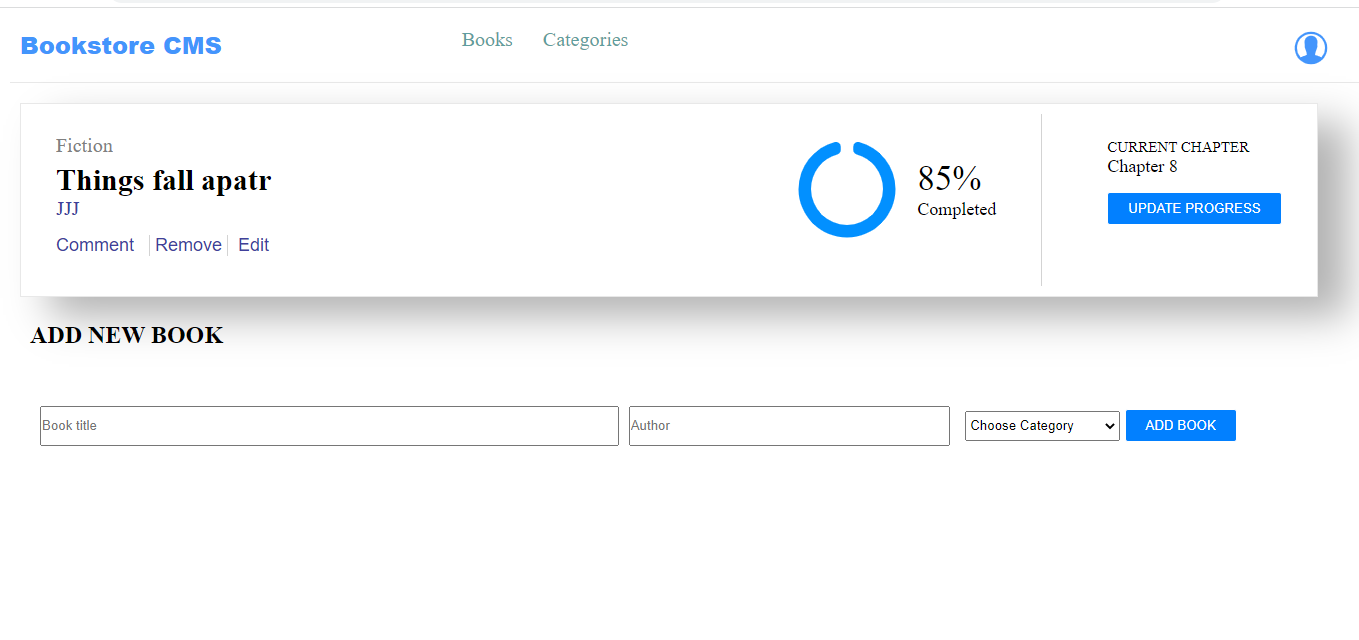 Bookstore CMS
Books Categories
Fiction
Things fall apatr
JJJ
Comment Remove Edit
85%
Completed
CURRENT CHAPTER
Chapter 8
UPDATE PROGRESS
ADD NEW BOOK
Book title Author Choose Category ADD BOOK